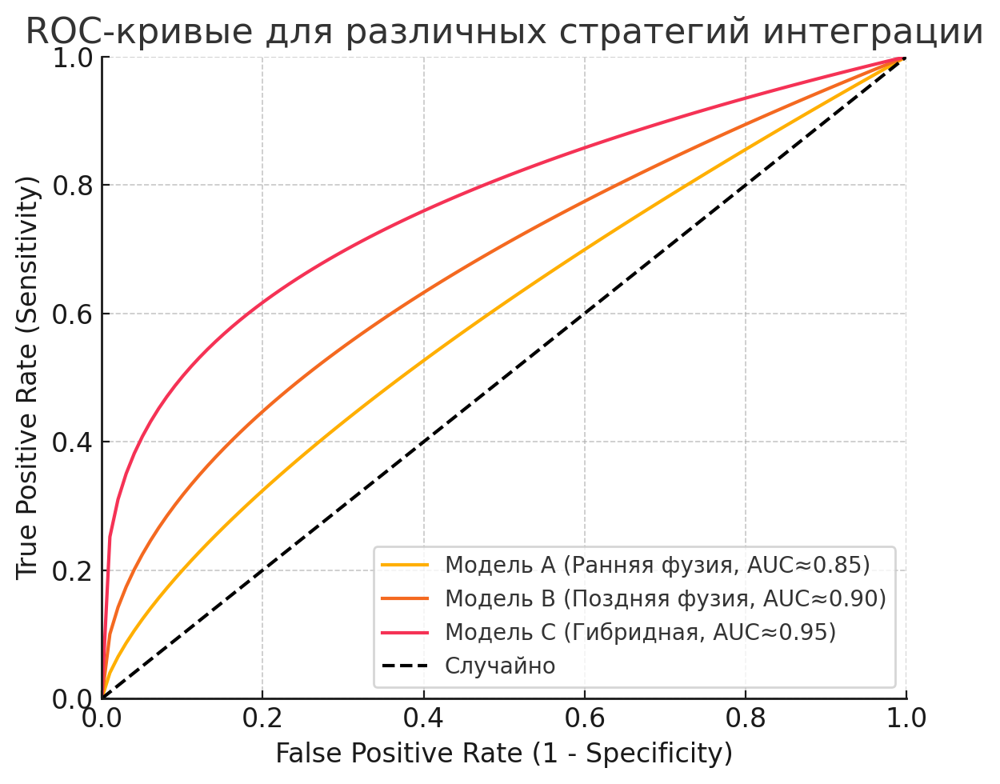 ROC-кривые для различных стратегий интеграции
1.0
0.8
0.6
0.4
0.2
0.0
True Positive Rate (Sensitivity)
Модель A (Ранняя фузия, AUC≈0.85)
Модель B (Поздняя фузия, AUC≈0.90)
Модель C (Гибридная, AUC≈0.95)
Случайно
0.0 0.2 0.4 0.6 0.8 1.0
False Positive Rate (1 - Specificity)